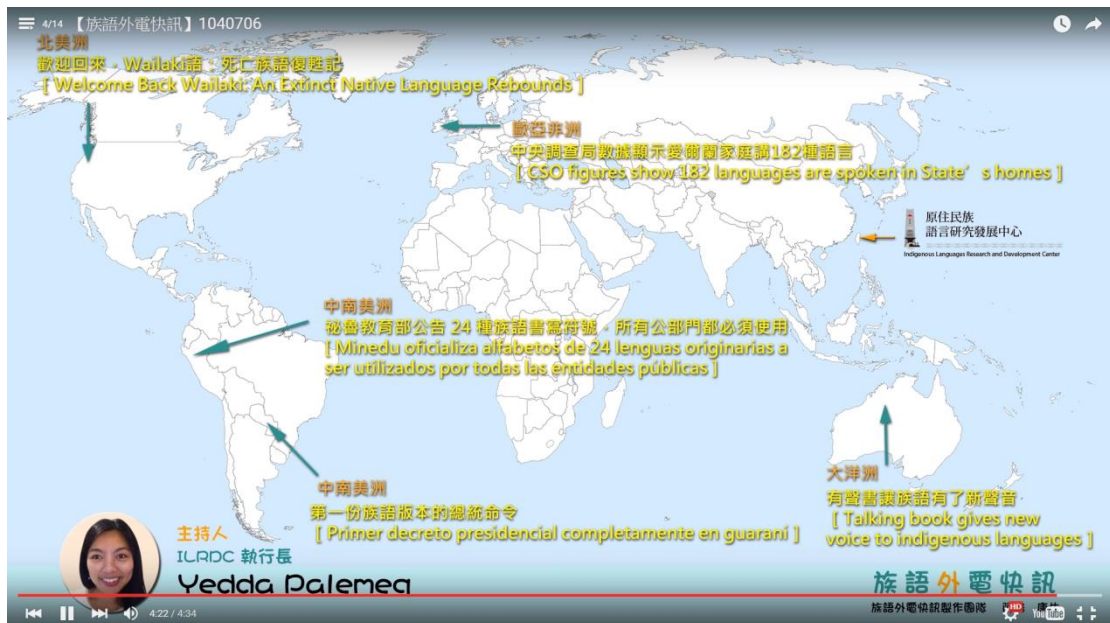 4/14 【族語外電快訊】1040706
北美洲
歡迎回來，Wailaki語：死亡族語復甦記
[ Welcome Back Wailaki: An Extinct Native Language Rebounds ]
歐亞非洲
中央調查局數據顯示愛爾蘭家庭講182種語言
[ CSO figures show 182 languages are spoken in State’s homes ]
原住民族
語言研究發展中心
Indigenous Languages Research and Development Center
中南美洲
祕魯教育部公告 24 種族語書寫符號，所有公部門都必須使用
[ Minedu oficializa alfabetos de 24 lenguas originarias a
ser utilizados por todas las entidades públicas ]
中南美洲
第一份族語版本的總統命令
[ Primer decreto presidencial completamente en guaraní ]
大洋洲
有聲書讓族語有了新聲音
[ Talking book gives new
voice to indigenous languages ]
主持人
ILRDC 執行長
Yedda Palemeq
族語外電快訊
族語外電快訊製作團隊
4:22 / 4:34
HD
YouTube